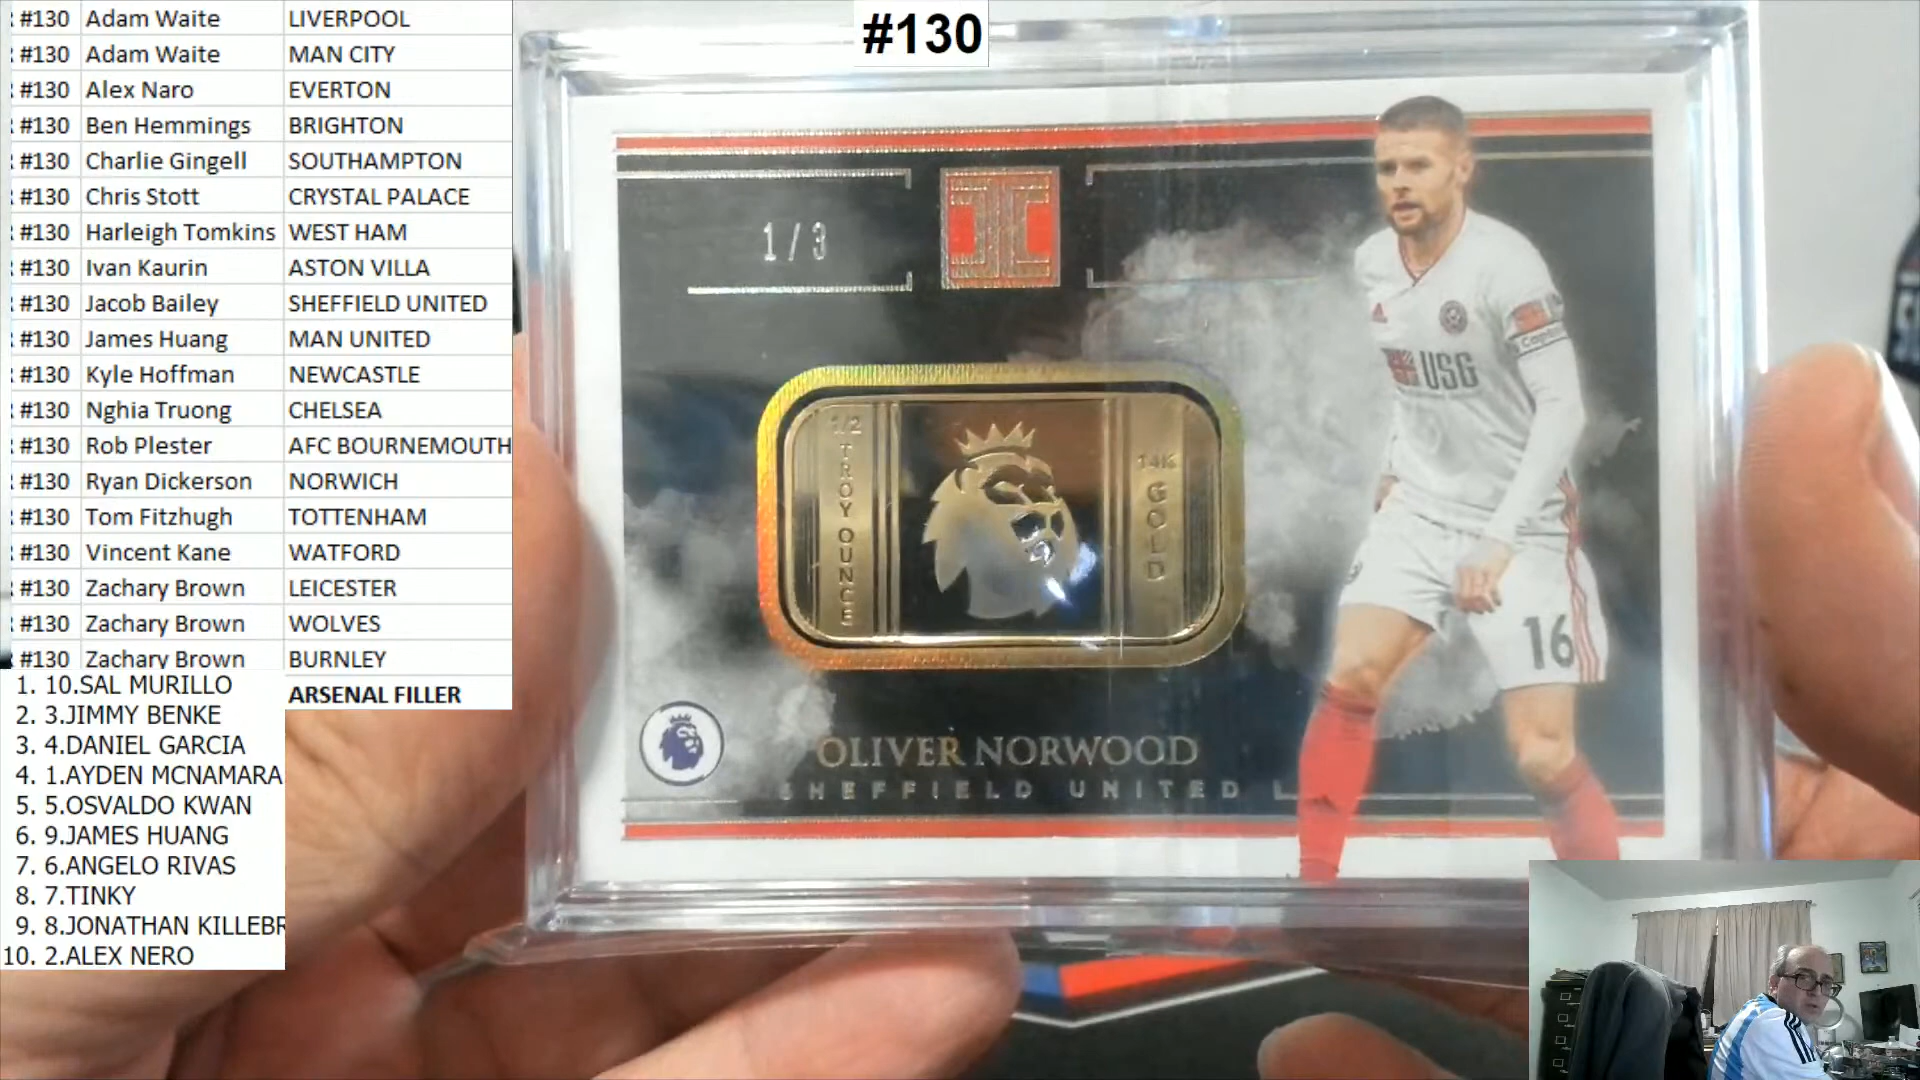 #130 Adam Waite LIVERPOOL
#130 Adam Waite MAN CITY
#130 Alex Naro EVERTON
#130 Ben Hemmings BRIGHTON
#130 Charlie Gingell SOUTHAMPTON
#130 Chris Stott CRYSTAL PALACE
#130 Harleigh Tomkins WEST HAM
#130 Ivan Kaurin ASTON VILLA
#130 Jacob Bailey SHEFFIELD UNITED
#130 James Huang MAN UNITED
#130 Kyle Hoffman NEWCASTLE
#130 Nghia Truong CHELSEA
#130 Rob Plester AFC BOURNEMOUTH
#130 Ryan Dickerson NORWICH
#130 Tom Fitzhugh TOTTENHAM
#130 Vincent Kane WATFORD
#130 Zachary Brown LEICESTER
#130 Zachary Brown WOLVES
#130 Zachary Brown BURNLEY
ARSENAL FILLER
1. 10.SAL MURILLO
2. 3.JIMMY BENKE
3. 4.DANIEL GARCIA
4. 1.AYDEN MCNAMARA
5. 5.OSVALDO KWAN
6. 9.JAMES HUANG
7. 6.ANGELO RIVAS
8. 7.TINKY
9. 8.JONATHAN KILLEBR
10. 2.ALEX NERO
#130
1/3
1/2 TROY OUNCE
14K GOLD
USG
16
OLIVER NORWOOD
SHEFFIELD UNITED